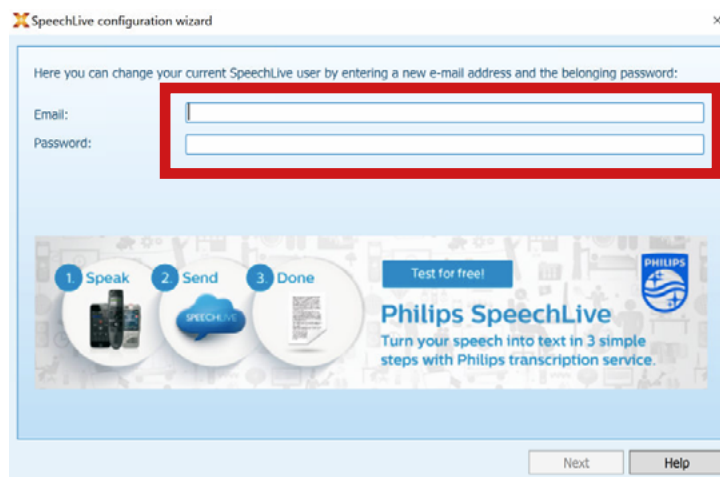 SpeechLive configuration wizard
Here you can change your current SpeechLive user by entering a new e-mail address and the belonging password:
Email:
Password:
1. Speak
2. Send
3. Done
SPEECHLIVE
Test for free!
PHILIPS
Philips SpeechLive
Turn your speech into text in 3 simple
steps with Philips transcription service.
Next
Help